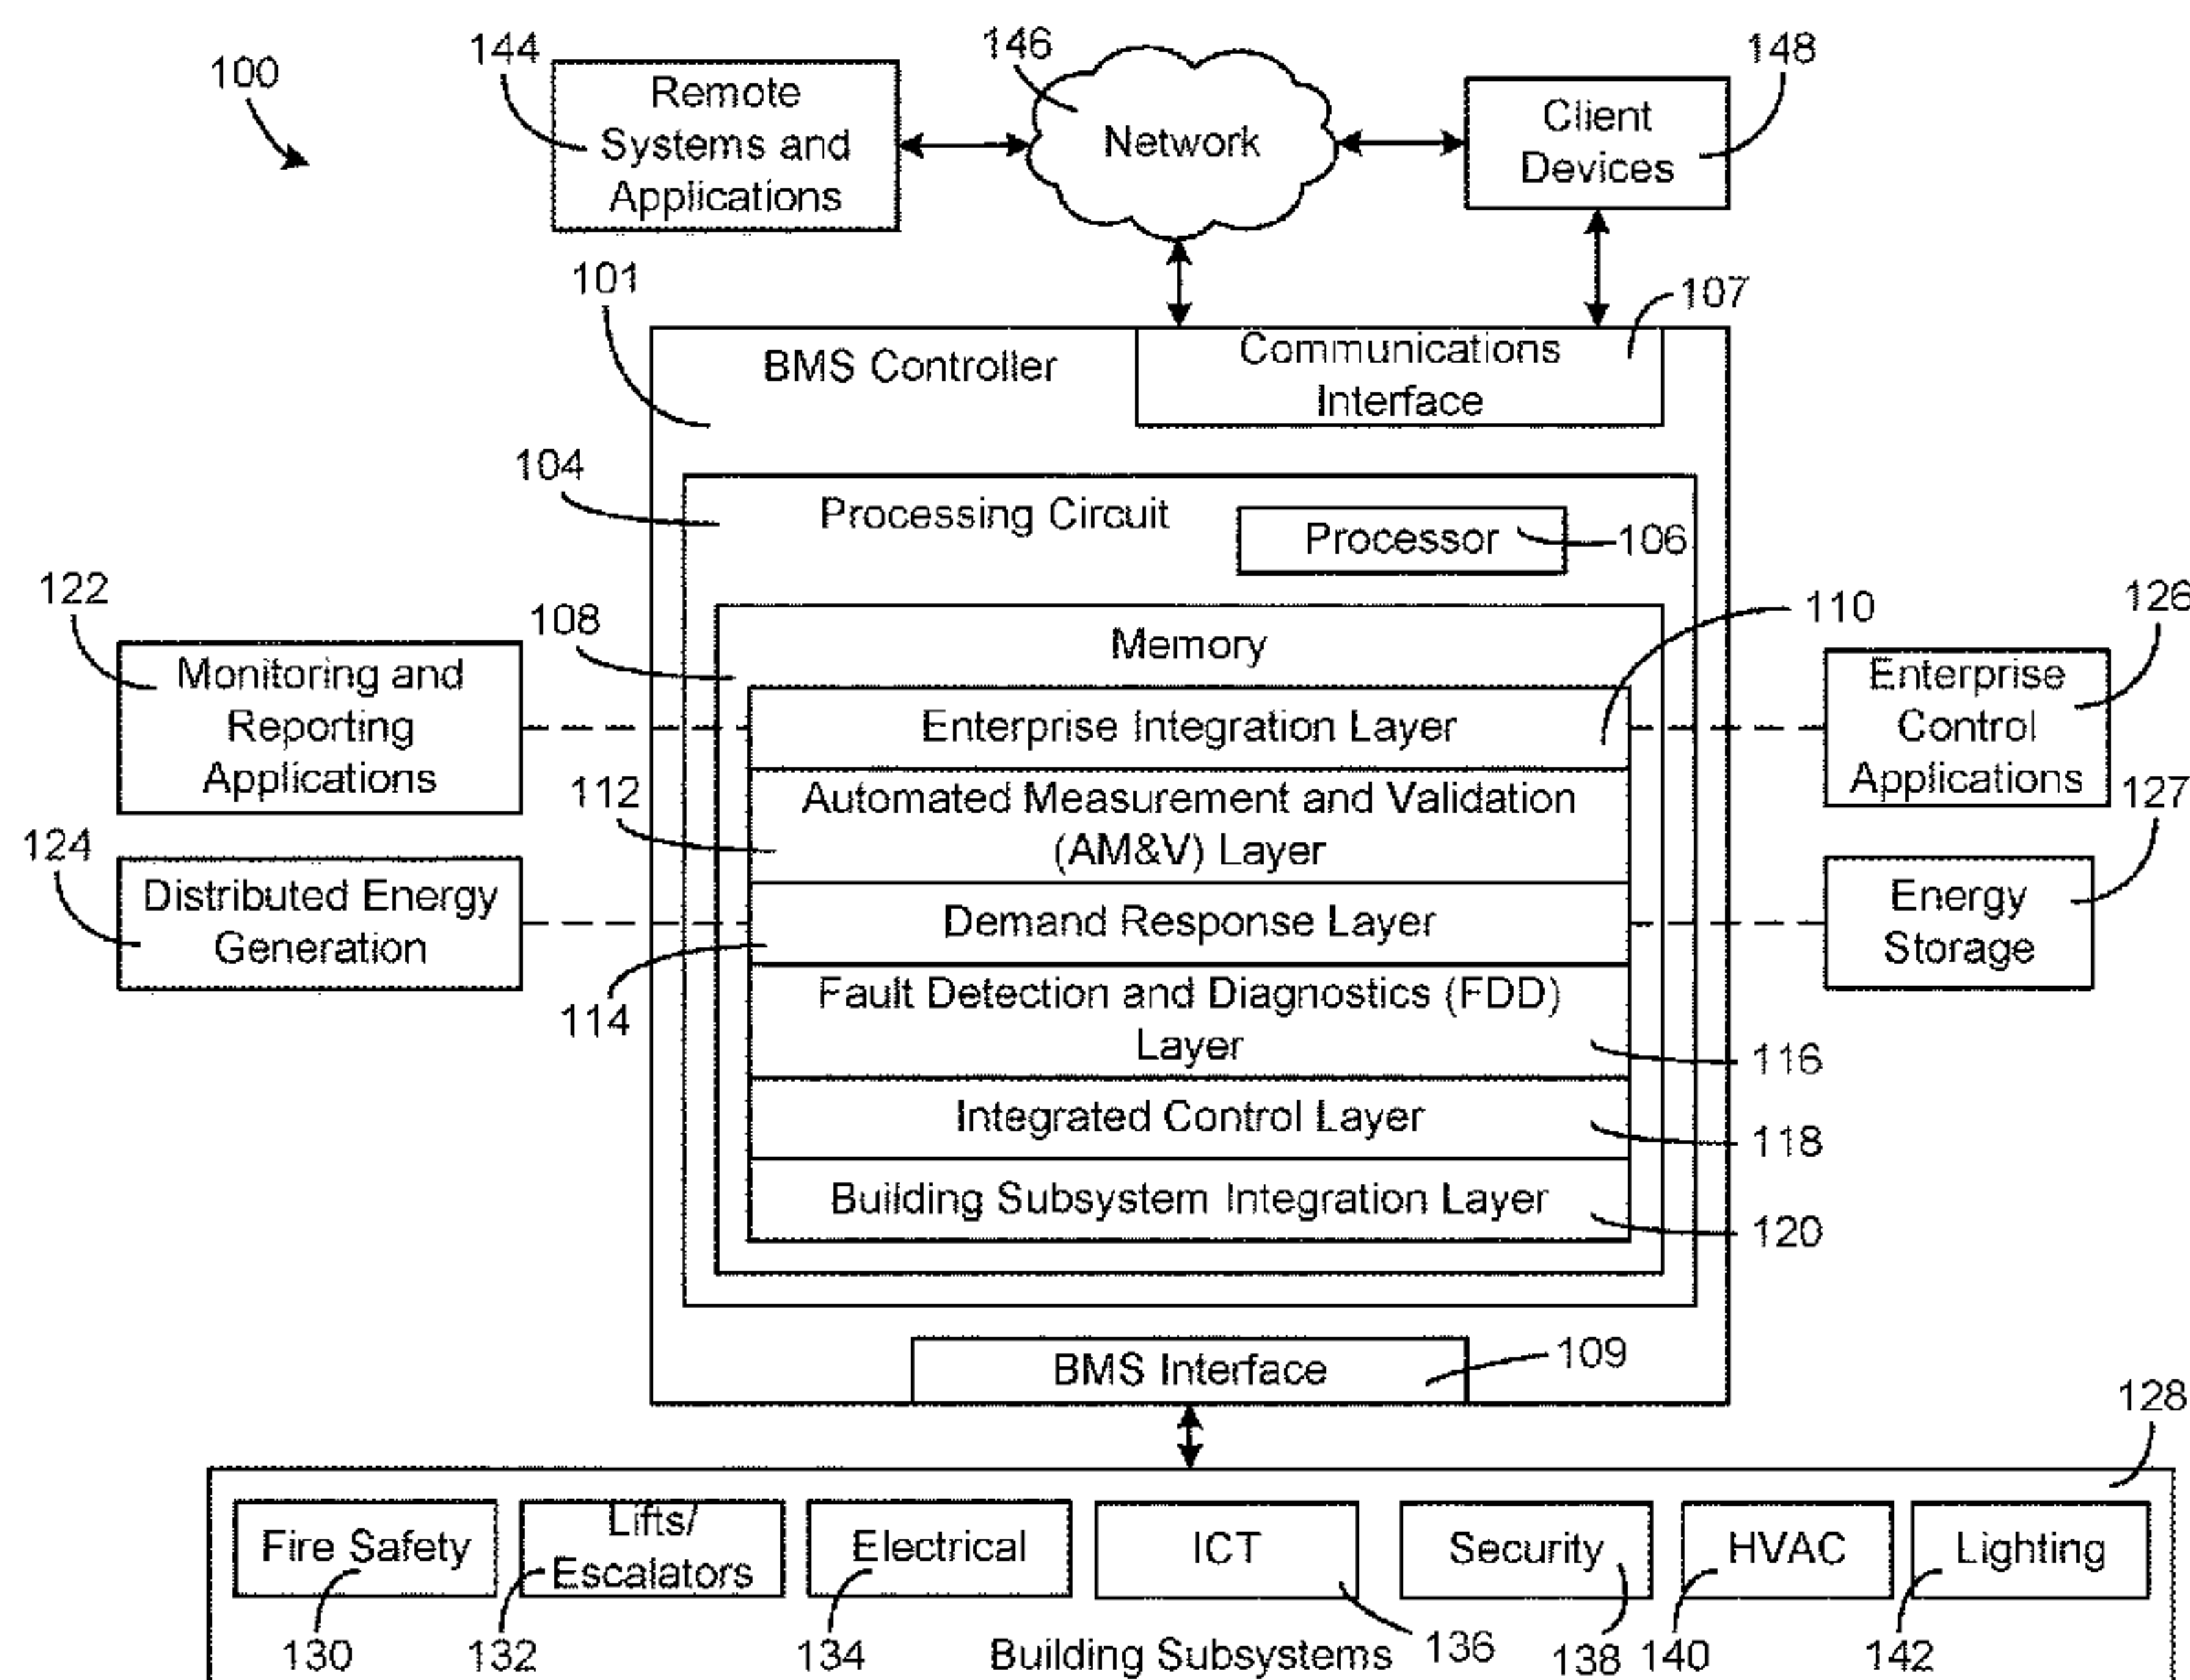 100
144
Remote
Systems and
Applications
146
Network
Client
Devices
148
101
BMS Controller
Communications
Interface
107
104
Processing Circuit
Processor
106
108
Memory
110
122
Monitoring and
Reporting
Applications
Enterprise Integration Layer
126
Enterprise
Control
Applications
112
Automated Measurement and Validation
(AM&V) Layer
127
124
Distributed Energy
Generation
Demand Response Layer
Energy
Storage
114
Fault Detection and Diagnostics (FDD)
Layer
116
Integrated Control Layer
118
Building Subsystem Integration Layer
120
BMS Interface
109
128
Fire Safety
Lifts/
Escalators
Electrical
ICT
Security
HVAC
Lighting
130
132
134
Building Subsystems
136
138
140
142